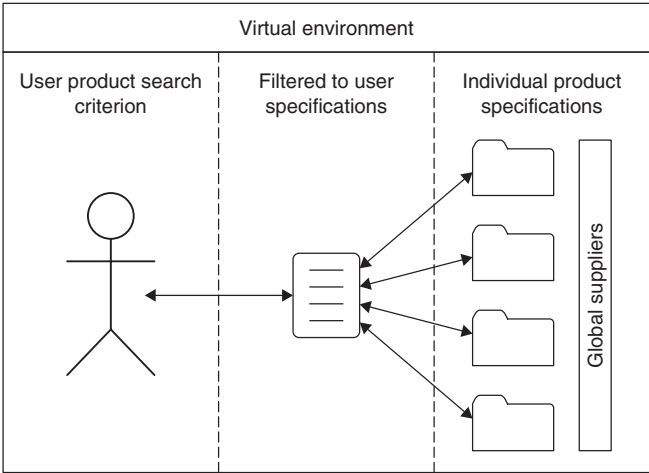 Virtual environment
User product search
criterion
Filtered to user
specifications
Individual product
specifications
Global suppliers